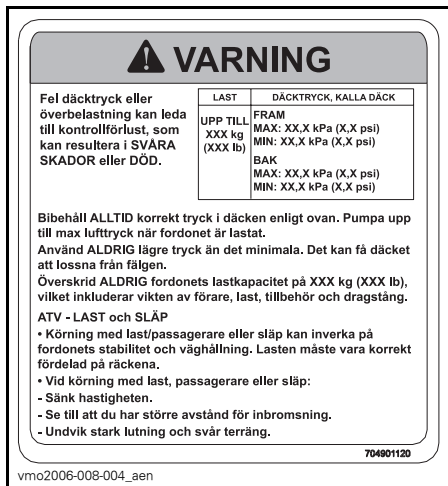 VARNING
Fel däcktryck eller
överbelastning kan leda
till kontrollförlust, som
kan resultera i SVÅRA
SKADOR eller DÖD.
LAST DÄCKTRYCK, KALLA DÄCK
UPP TILL
XXX kg
(XXX lb)
FRAM
MAX: XX,X kPa (X,X psi)
MIN: XX,X kPa (X,X psi)
BAK
MAX: XX,X kPa (X,X psi)
MIN: XX,X kPa (X,X psi)
Bibehåll ALLTID korrekt tryck i däcken enligt ovan. Pumpa upp
till max lufttryck när fordonet är lastat.
Använd ALDRIG lägre tryck än det minimala. Det kan få däcket
att lossna från fälgen.
Överskrid ALDRIG fordonets lastkapacitet på XXX kg (XXX lb),
vilket inkluderar vikten av förare, last, tillbehör och dragstång.
ATV - LAST och SLÄP
• Körning med last/passagerare eller släp kan inverka på
fordonets stabilitet och väghållning. Lasten måste vara korrekt
fördelad på räckena.
• Vid körning med last, passagerare eller släp:
- Sänk hastigheten.
- Se till att du har större avstånd för inbromsning.
- Undvik stark lutning och svår terräng.
704901120
vmo2006-008-004_aen